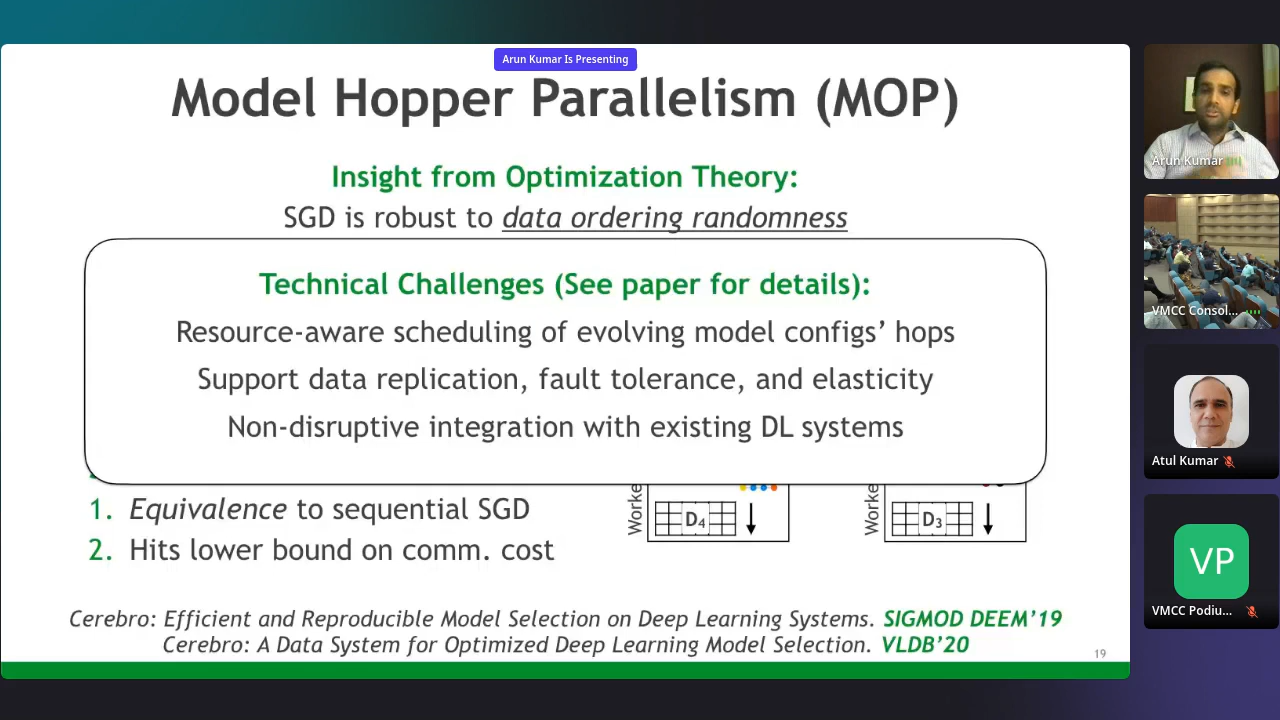 Arun Kumar Is Presenting
Model Hopper Parallelism (MOP)
Insight from Optimization Theory:
SGD is robust to data ordering randomness
Technical Challenges (See paper for details):
Resource-aware scheduling of evolving model configs’ hops
Support data replication, fault tolerance, and elasticity
Non-disruptive integration with existing DL systems
1. Equivalence to sequential SGD
2. Hits lower bound on comm. cost
Worke
D4
Worke
D3
Cerebro: Efficient and Reproducible Model Selection on Deep Learning Systems. SIGMOD DEEM’19
Cerebro: A Data System for Optimized Deep Learning Model Selection. VLDB’20
19
Arun Kumar
VMCC Consol...
Atul Kumar
VP
VMCC Podiu...